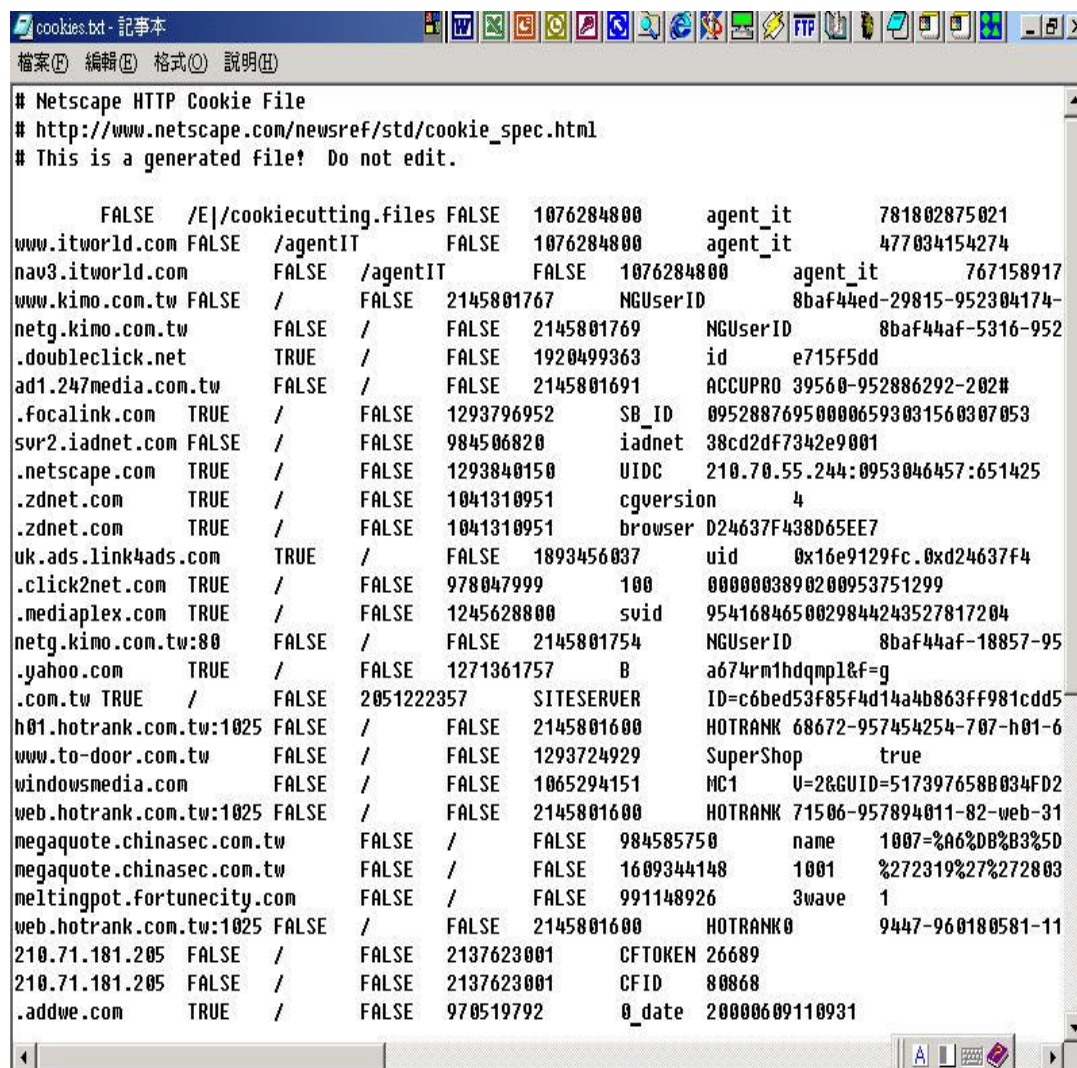 cookies.txt - 記事本
檔案(F) 編輯(E) 格式(O) 說明(H)
# Netscape HTTP Cookie File
# http://www.netscape.com/newsref/std/cookie_spec.html
# This is a generated file! Do not edit.
FALSE /E|/cookiecutting.files FALSE 1076284800 agent_it 781802875021
www.itworld.com FALSE /agentIT FALSE 1076284800 agent_it 477034154274
nav3.itworld.com FALSE /agentIT FALSE 1076284800 agent_it 767158917
www.kimo.com.tw FALSE / FALSE 2145801767 NGUserID 8baf44ed-29815-952304174-
netg.kimo.com.tw FALSE / FALSE 2145801769 NGUserID 8baf44af-5316-952
.doubleclick.net TRUE / FALSE 1920499363 id e715f5dd
ad1.247media.com.tw FALSE / FALSE 2145801691 ACCUPRO 39560-952886292-202#
.focalink.com TRUE / FALSE 1293796952 SB_ID 095288769500006593031560307053
svr2.iadnet.com FALSE / FALSE 984506820 iadnet 38cd2df7342e9001
.netscape.com TRUE / FALSE 1293840150 UIDC 210.70.55.244:0953046457:651425
.zdnet.com TRUE / FALSE 1041310951 cgversion 4
.zdnet.com TRUE / FALSE 1041310951 browser D24637F438D65EE7
uk.ads.link4ads.com TRUE / FALSE 1893456037 uid 0x16e9129fc.0xd24637f4
.click2net.com TRUE / FALSE 978047999 100 0000003890200953751299
.mediaplex.com TRUE / FALSE 1245628800 svid 954168465002984424352781​7204
netg.kimo.com.tw:80 FALSE / FALSE 2145801754 NGUserID 8baf44af-18857-95
.yahoo.com TRUE / FALSE 1271361757 B a674rm1hdqmpl&f=g
.com.tw TRUE / FALSE 2051222357 SITESERVER ID=c6bed53f85f4d14a4b863ff981cdd5
h01.hotrank.com.tw:1025 FALSE / FALSE 2145801600 HOTRANK 68672-957454254-707-h01-6
www.to-door.com.tw FALSE / FALSE 1293724929 SuperShop true
windowsmedia.com FALSE / FALSE 1065294151 MC1 V=2&GUID=517397658B034FD2
web.hotrank.com.tw:1025 FALSE / FALSE 2145801600 HOTRANK 71506-957894011-82-web-31
megaquote.chinasec.com.tw FALSE / FALSE 984585750 name 1007=%A6%DB%B3%5D
megaquote.chinasec.com.tw FALSE / FALSE 1609344148 1001 %272319%27%272803
meltingpot.fortunecity.com FALSE / FALSE 991148926 3wave 1
web.hotrank.com.tw:1025 FALSE / FALSE 2145801600 HOTRANK0 9447-960180581-11
210.71.181.205 FALSE / FALSE 2137623001 CFTOKEN 26689
210.71.181.205 FALSE / FALSE 2137623001 CFID 80868
.addwe.com TRUE / FALSE 970519792 0_date 20000609110931